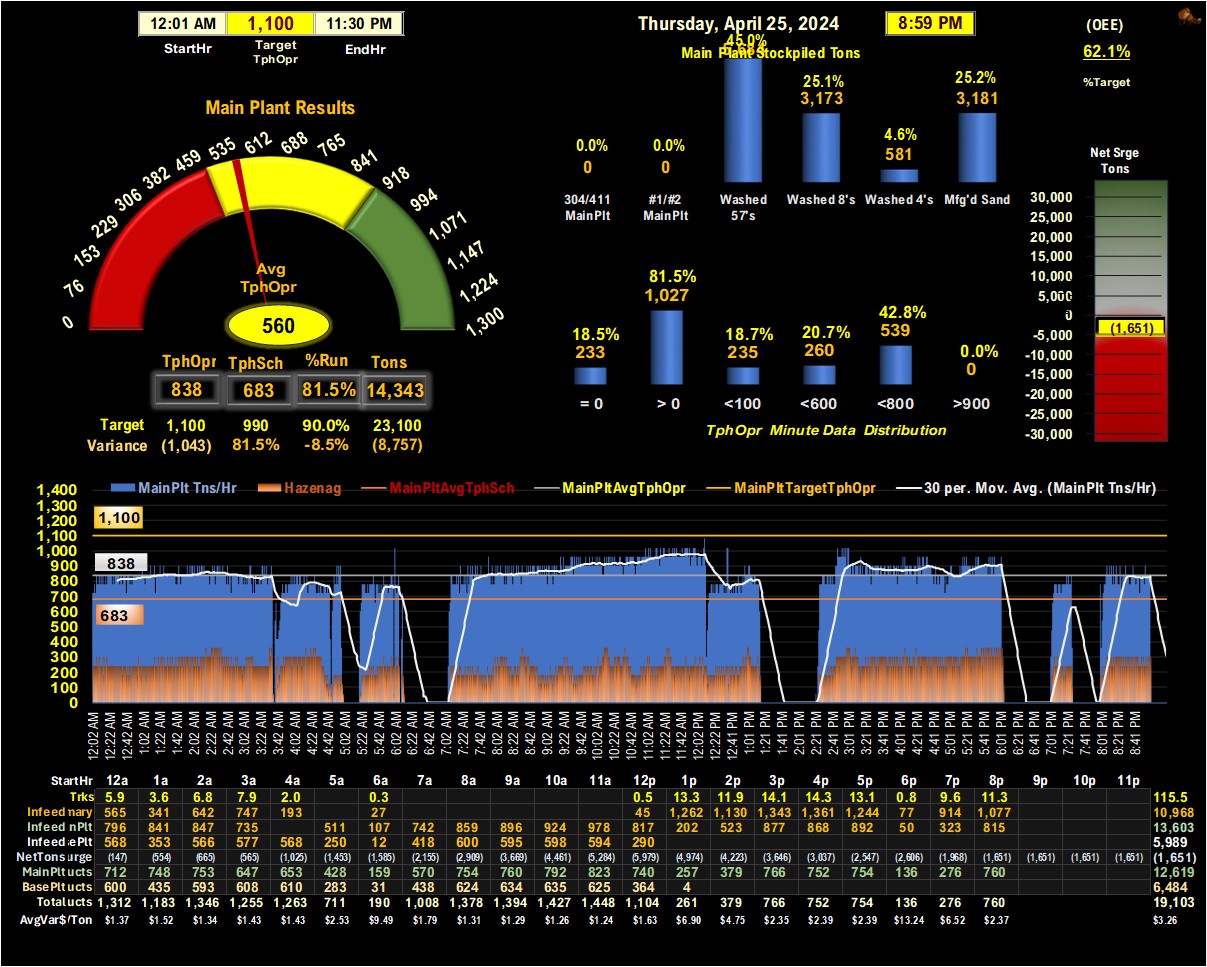 12:01 AM 1,100 11:30 PM
StartHr Target TphOpr EndHr
Thursday, April 25, 2024 8:59 PM
(OEE)
62.1%
%Target
Main Plant Results
0 76 153 229 306 382 459 535 612 688 765 841 918 994 1,071 1,147 1,224 1,300
Avg
TphOpr
560
TphOpr TphSch %Run Tons
838 683 81.5% 14,343
Target 1,100 990 90.0% 23,100
Variance (1,043) 81.5% -8.5% (8,757)
Main Plant Stockpiled Tons
0.0% 0.0% 45.0% 25.1% 4.6% 25.2%
0 0 3,173 581 3,181
304/411 MainPlt #1/#2 MainPlt Washed 57's Washed 8's Washed 4's Mfg'd Sand
18.5% 81.5% 18.7% 20.7% 42.8% 0.0%
233 1,027 235 260 539 0
= 0 > 0 <100 <600 <800 >900
TphOpr Minute Data Distribution
Net Srge
Tons
30,000
25,000
20,000
15,000
10,000
5,000
0
(1,651)
-5,000
-10,000
-15,000
-20,000
-25,000
-30,000
MainPlt Tns/Hr Hazenag MainPltAvgTphSch MainPltAvgTphOpr MainPltTargetTphOpr 30 per. Mov. Avg. (MainPlt Tns/Hr)
1,400
1,300
1,200
1,100
1,000
900
800
700
600
500
400
300
200
100
0
1,100
838
683
12:02 AM 12:22 AM 12:42 AM 1:02 AM 1:22 AM 1:42 AM 2:02 AM 2:22 AM 2:42 AM 3:02 AM 3:22 AM 3:42 AM 4:02 AM 4:22 AM 4:42 AM 5:02 AM 5:22 AM 5:42 AM 6:02 AM 6:22 AM 6:42 AM 7:02 AM 7:22 AM 7:42 AM 8:02 AM 8:22 AM 8:42 AM 9:02 AM 9:22 AM 9:42 AM 10:02 AM 10:22 AM 10:42 AM 11:02 AM 11:22 AM 11:42 AM 12:02 PM 12:22 PM 12:41 PM 1:01 PM 1:21 PM 1:41 PM 2:01 PM 2:21 PM 2:41 PM 3:01 PM 3:21 PM 3:41 PM 4:01 PM 4:21 PM 4:41 PM 5:01 PM 5:21 PM 5:41 PM 6:01 PM 6:21 PM 6:41 PM 7:01 PM 7:21 PM 7:41 PM 8:01 PM 8:21 PM 8:41 PM
StartHr 12a 1a 2a 3a 4a 5a 6a 7a 8a 9a 10a 11a 12p 1p 2p 3p 4p 5p 6p 7p 8p 9p 10p 11p
Trks 5.9 3.6 6.8 7.9 2.0 0.3 0.5 13.3 11.9 14.1 14.3 13.1 0.8 9.6 11.3 115.5
Infeed mary 565 341 642 747 193 27 45 1,262 1,130 1,343 1,361 1,244 77 914 1,077 10,968
Infeed nPlt 796 841 847 735 511 107 742 859 896 924 978 817 202 523 877 868 892 50 323 815 13,603
Infeed ePlt 568 353 566 577 568 250 12 418 600 595 598 594 290 5,989
NetTons urge (147) (554) (665) (565) (1,025) (1,453) (1,585) (2,155) (2,909) (3,669) (4,461) (5,284) (5,979) (4,974) (4,223) (3,646) (3,037) (2,547) (2,606) (1,968) (1,651) (1,651) (1,651) (1,651) (1,651)
MainPlt ucts 712 748 753 647 653 428 159 570 754 760 792 823 740 257 379 766 752 754 136 276 760 12,619
BasePlt ucts 600 435 593 608 610 283 31 438 624 634 635 625 364 4 6,484
Total ucts 1,312 1,183 1,346 1,255 1,263 711 190 1,008 1,378 1,394 1,427 1,448 1,104 261 379 766 752 754 136 276 760 19,103
AvgVar$/Ton $1.37 $1.52 $1.34 $1.43 $1.43 $2.53 $9.49 $1.79 $1.31 $1.29 $1.26 $1.24 $1.63 $6.90 $4.75 $2.35 $2.39 $2.39 $13.24 $6.52 $2.37 $3.26